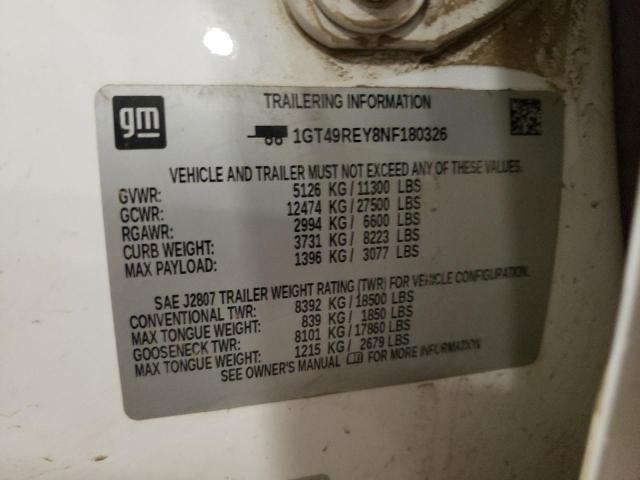 gm
TRAILERING INFORMATION
1GT49REY8NF180326
VEHICLE AND TRAILER MUST NOT EXCEED ANY OF THESE VALUES.
GVWR: 5126 KG/11300 LBS
GCWR: 12474 KG/27500 LBS
RGAWR: 2994 KG/ 6600 LBS
CURB WEIGHT: 3731 KG/ 8223 LBS
MAX PAYLOAD: 1396 KG/ 3077 LBS
SAE J2807 TRAILER WEIGHT RATING (TWR) FOR VEHICLE CONFIGURATION.
CONVENTIONAL TWR: 8392 KG/18500 LBS
MAX TONGUE WEIGHT: 839 KG/ 1850 LBS
GOOSENECK TWR: 8101 KG/17860 LBS
MAX TONGUE WEIGHT: 1215 KG/ 2679 LBS
SEE OWNER'S MANUAL FOR MORE INFORMATION.